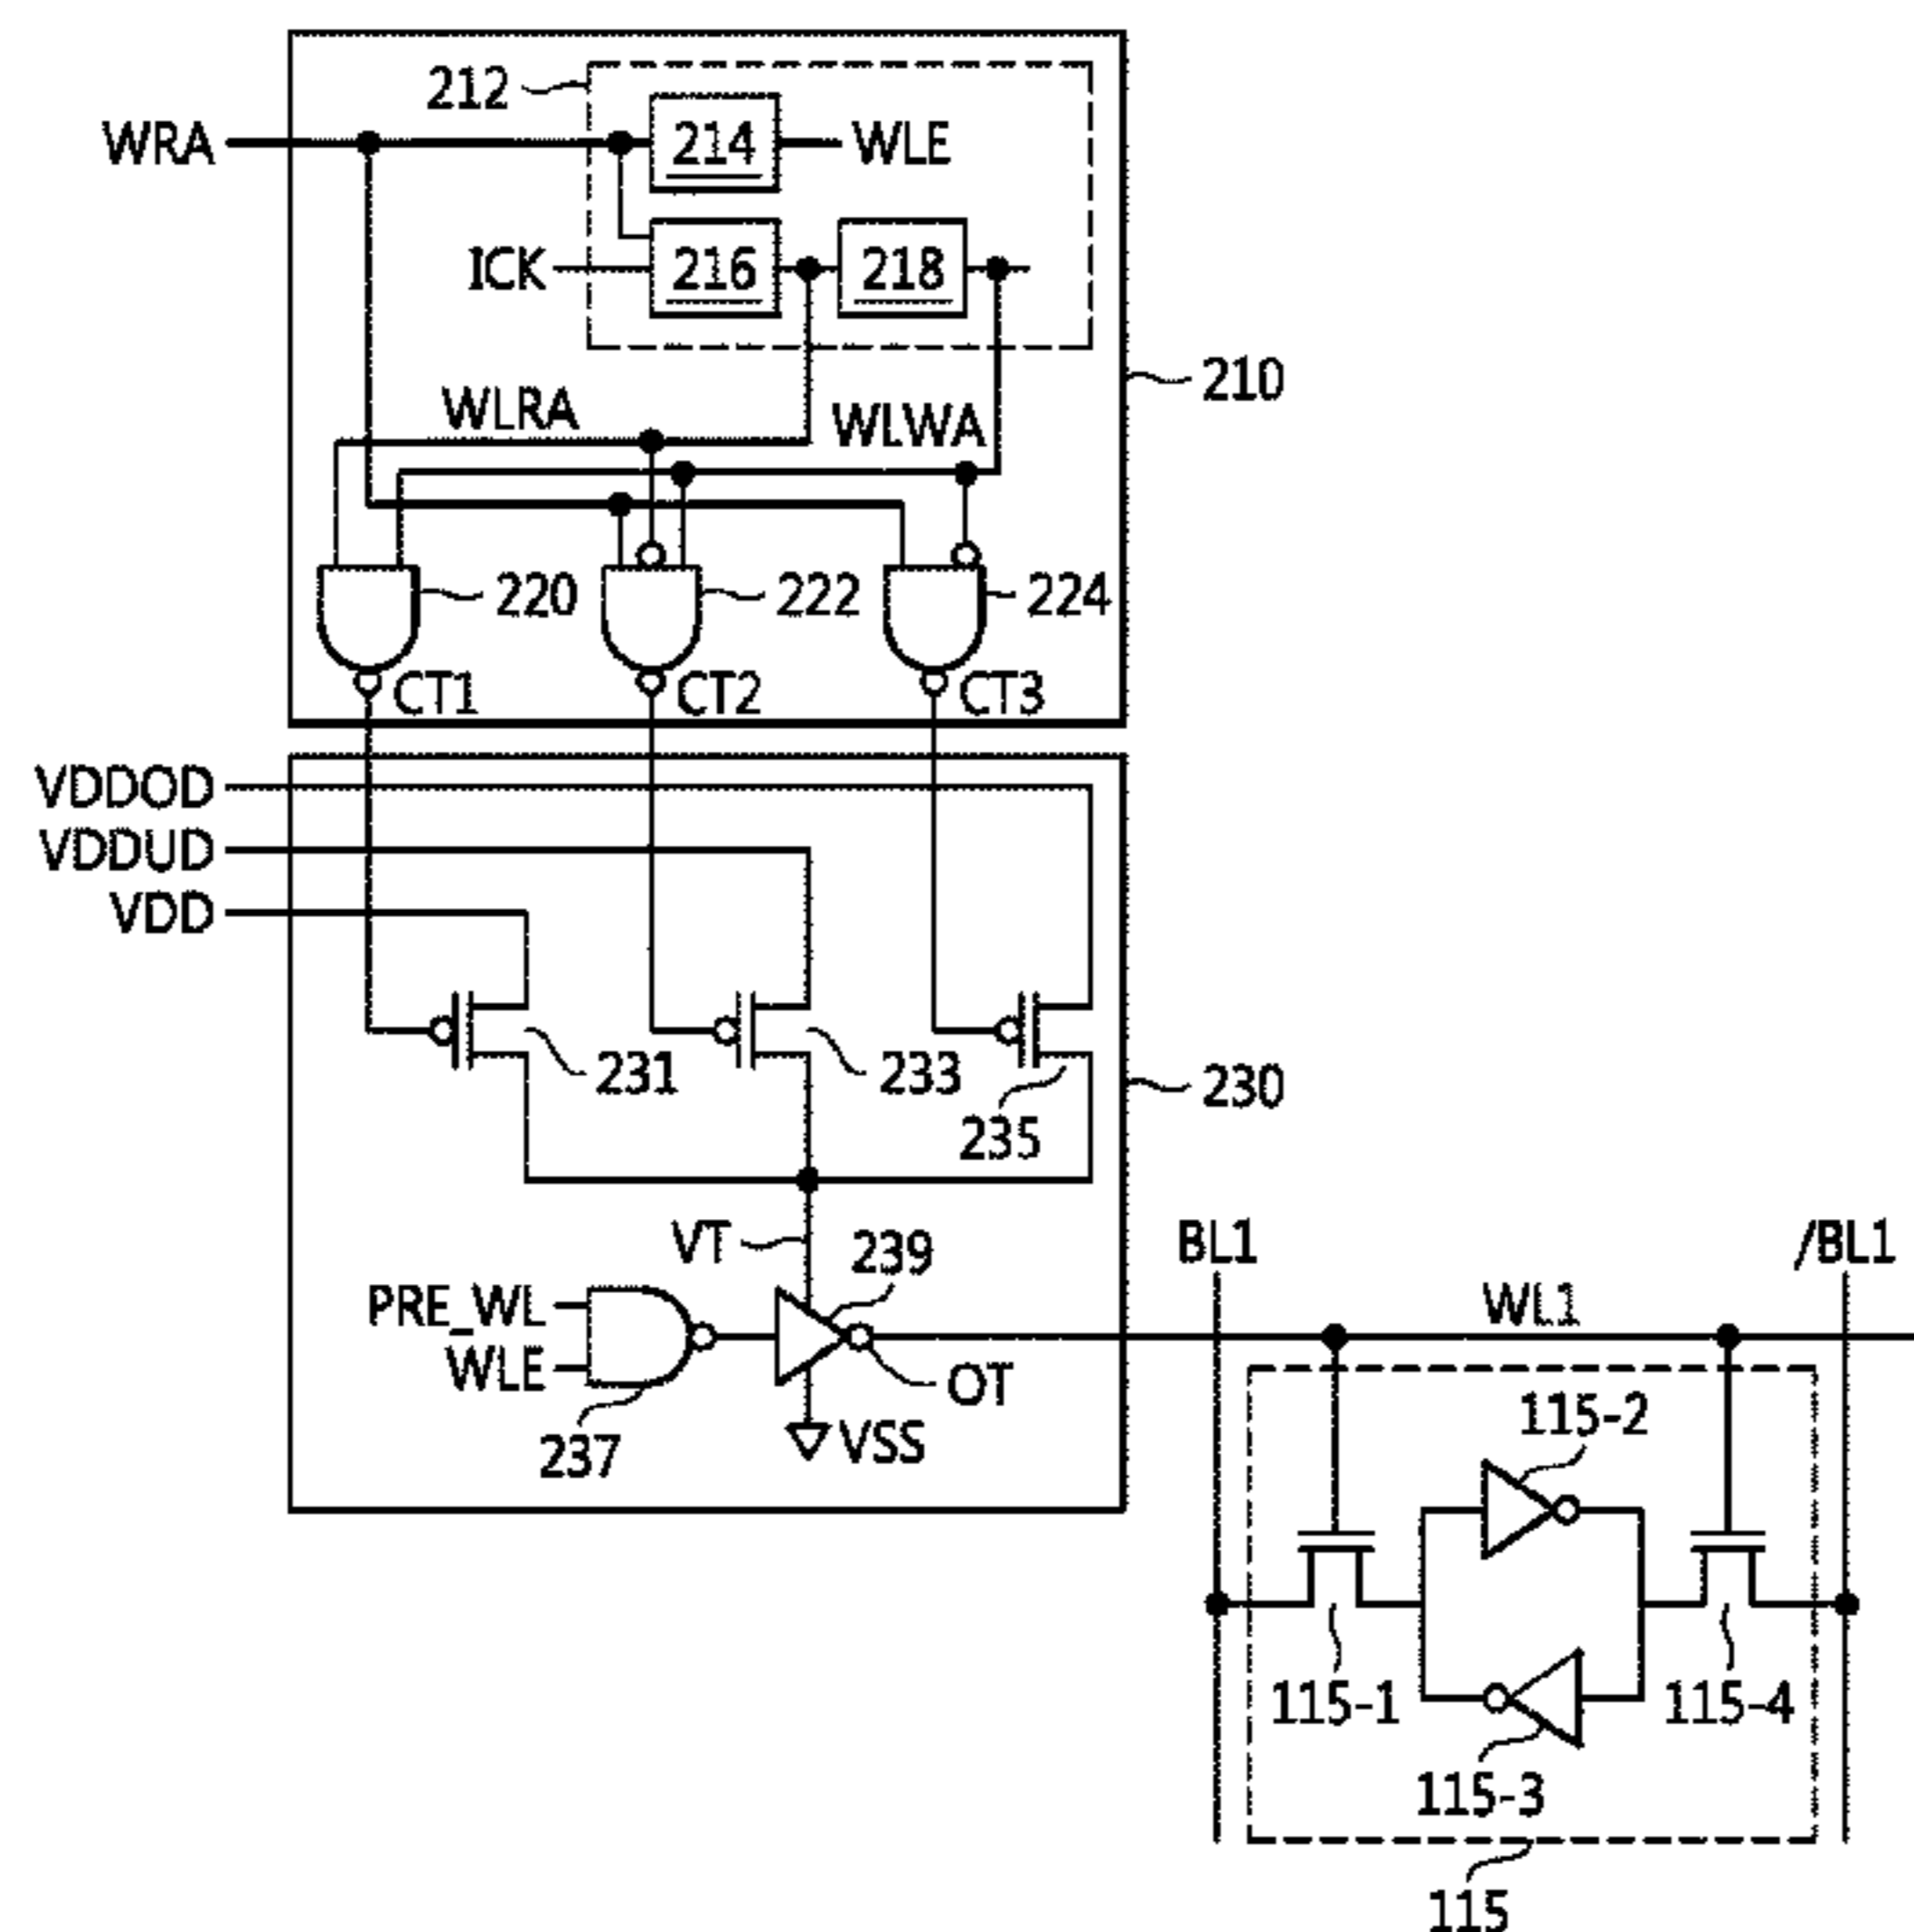 212
WRA
214
WLE
ICK
216
218
210
WLRA
WLWA
220
222
224
CT1
CT2
CT3
VDDOD
VDDUD
VDD
231
233
235
230
VT
239
BL1
/BL1
PRE_WL
WL1
WLE
OT
237
VSS
115-2
115-1
115-4
115-3
115